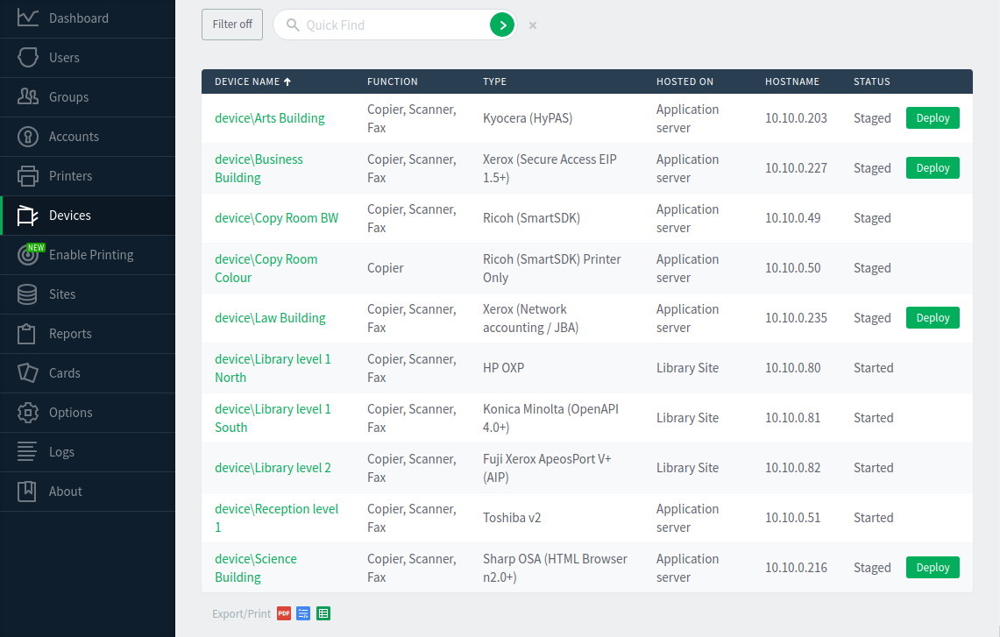 Dashboard
Users
Groups
Accounts
Printers
Devices
NEW
Enable Printing
Sites
Reports
Cards
Options
Logs
About
Filter off
Quick Find
DEVICE NAME FUNCTION TYPE HOSTED ON HOSTNAME STATUS
device\Arts Building
Copier, Scanner,
Fax
Kyocera (HyPAS)
Application
server
10.10.0.203
Staged
Deploy
device\Business
Building
Copier, Scanner,
Fax
Xerox (Secure Access EIP
1.5+)
Application
server
10.10.0.227
Staged
Deploy
device\Copy Room BW
Copier, Scanner,
Fax
Ricoh (SmartSDK)
Application
server
10.10.0.49
Staged
device\Copy Room
Colour
Copier
Ricoh (SmartSDK) Printer
Only
Application
server
10.10.0.50
Staged
device\Law Building
Copier, Scanner,
Fax
Xerox (Network
accounting / JBA)
Application
server
10.10.0.235
Staged
Deploy
device\Library level 1
North
Copier, Scanner,
Fax
HP OXP
Library Site
10.10.0.80
Started
device\Library level 1
South
Copier, Scanner,
Fax
Konica Minolta (OpenAPI
4.0+)
Library Site
10.10.0.81
Started
device\Library level 2
Copier, Scanner,
Fax
Fuji Xerox ApeosPort V+
(AIP)
Library Site
10.10.0.82
Started
device\Reception level
1
Copier, Scanner,
Fax
Toshiba v2
Application
server
10.10.0.51
Started
device\Science
Building
Copier, Scanner,
Fax
Sharp OSA (HTML Browser
n2.0+)
Application
server
10.10.0.216
Staged
Deploy
Export/Print
PDF